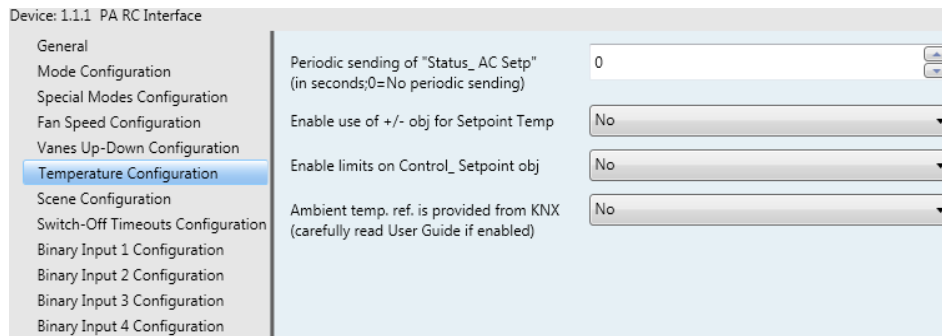 Device: 1.1.1 PA RC Interface
General
Mode Configuration
Special Modes Configuration
Fan Speed Configuration
Vanes Up-Down Configuration
Temperature Configuration
Scene Configuration
Switch-Off Timeouts Configuration
Binary Input 1 Configuration
Binary Input 2 Configuration
Binary Input 3 Configuration
Binary Input 4 Configuration
Periodic sending of "Status_ AC Setp"
(in seconds;0=No periodic sending)
0
Enable use of +/- obj for Setpoint Temp
No
Enable limits on Control_ Setpoint obj
No
Ambient temp. ref. is provided from KNX
(carefully read User Guide if enabled)
No